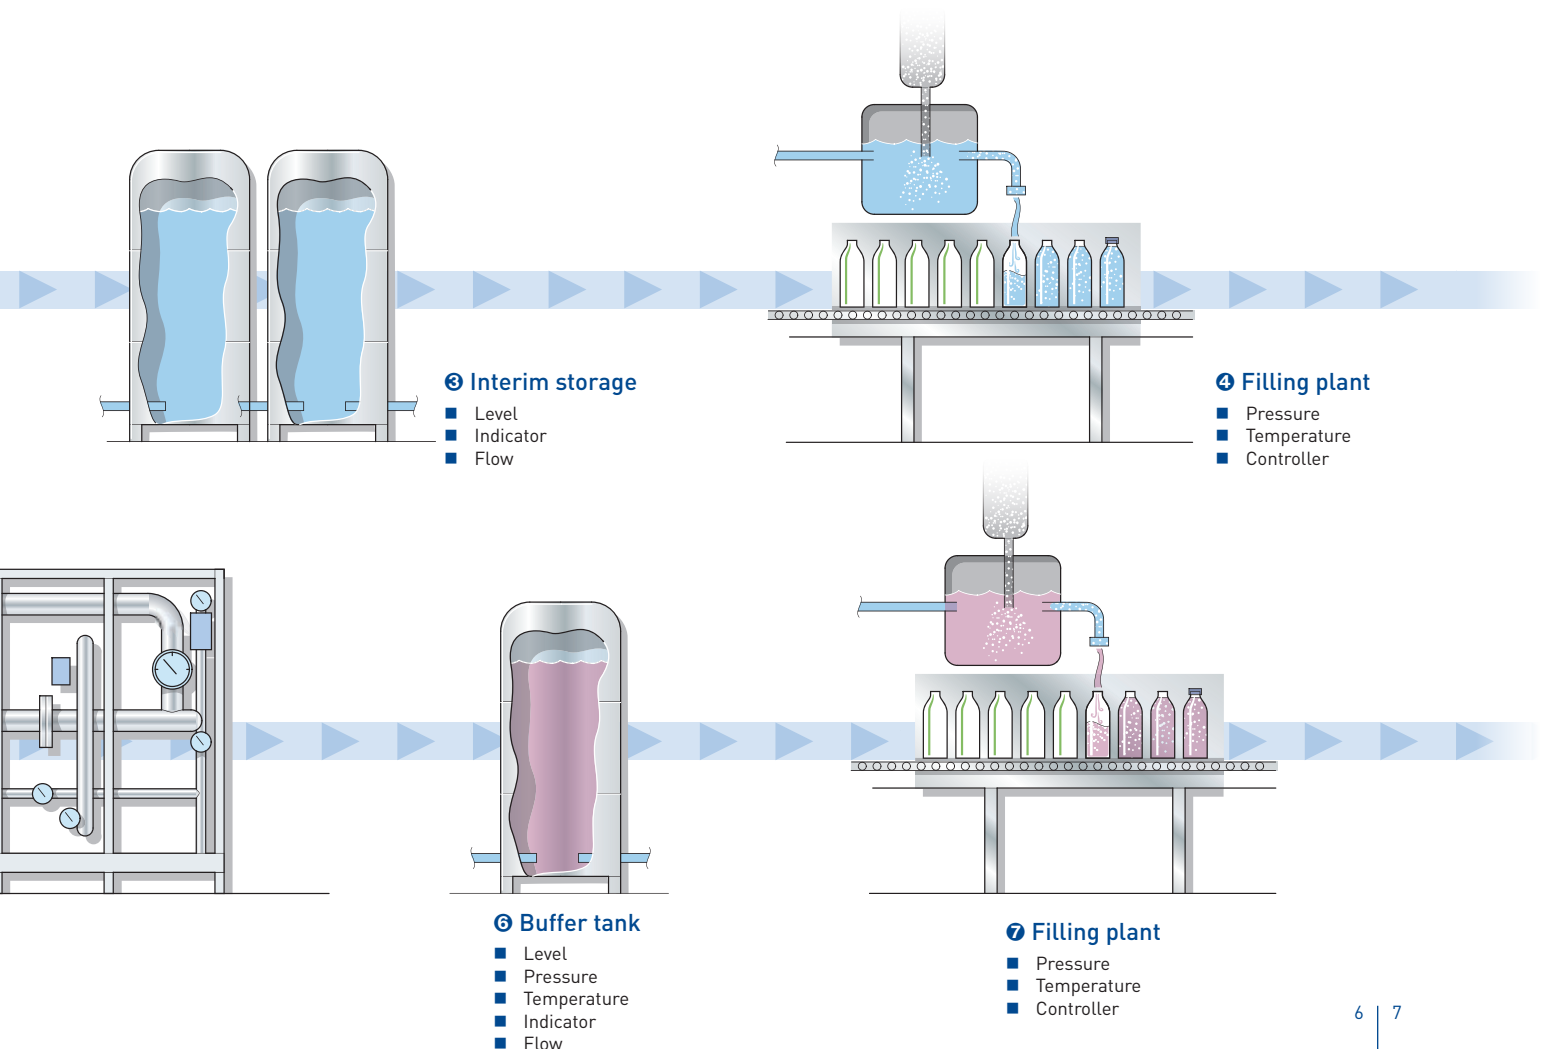 ❸ Interim storage
■ Level
■ Indicator
■ Flow
❹ Filling plant
■ Pressure
■ Temperature
■ Controller
❻ Buffer tank
■ Level
■ Pressure
■ Temperature
■ Indicator
■ Flow
❼ Filling plant
■ Pressure
■ Temperature
■ Controller
6 | 7